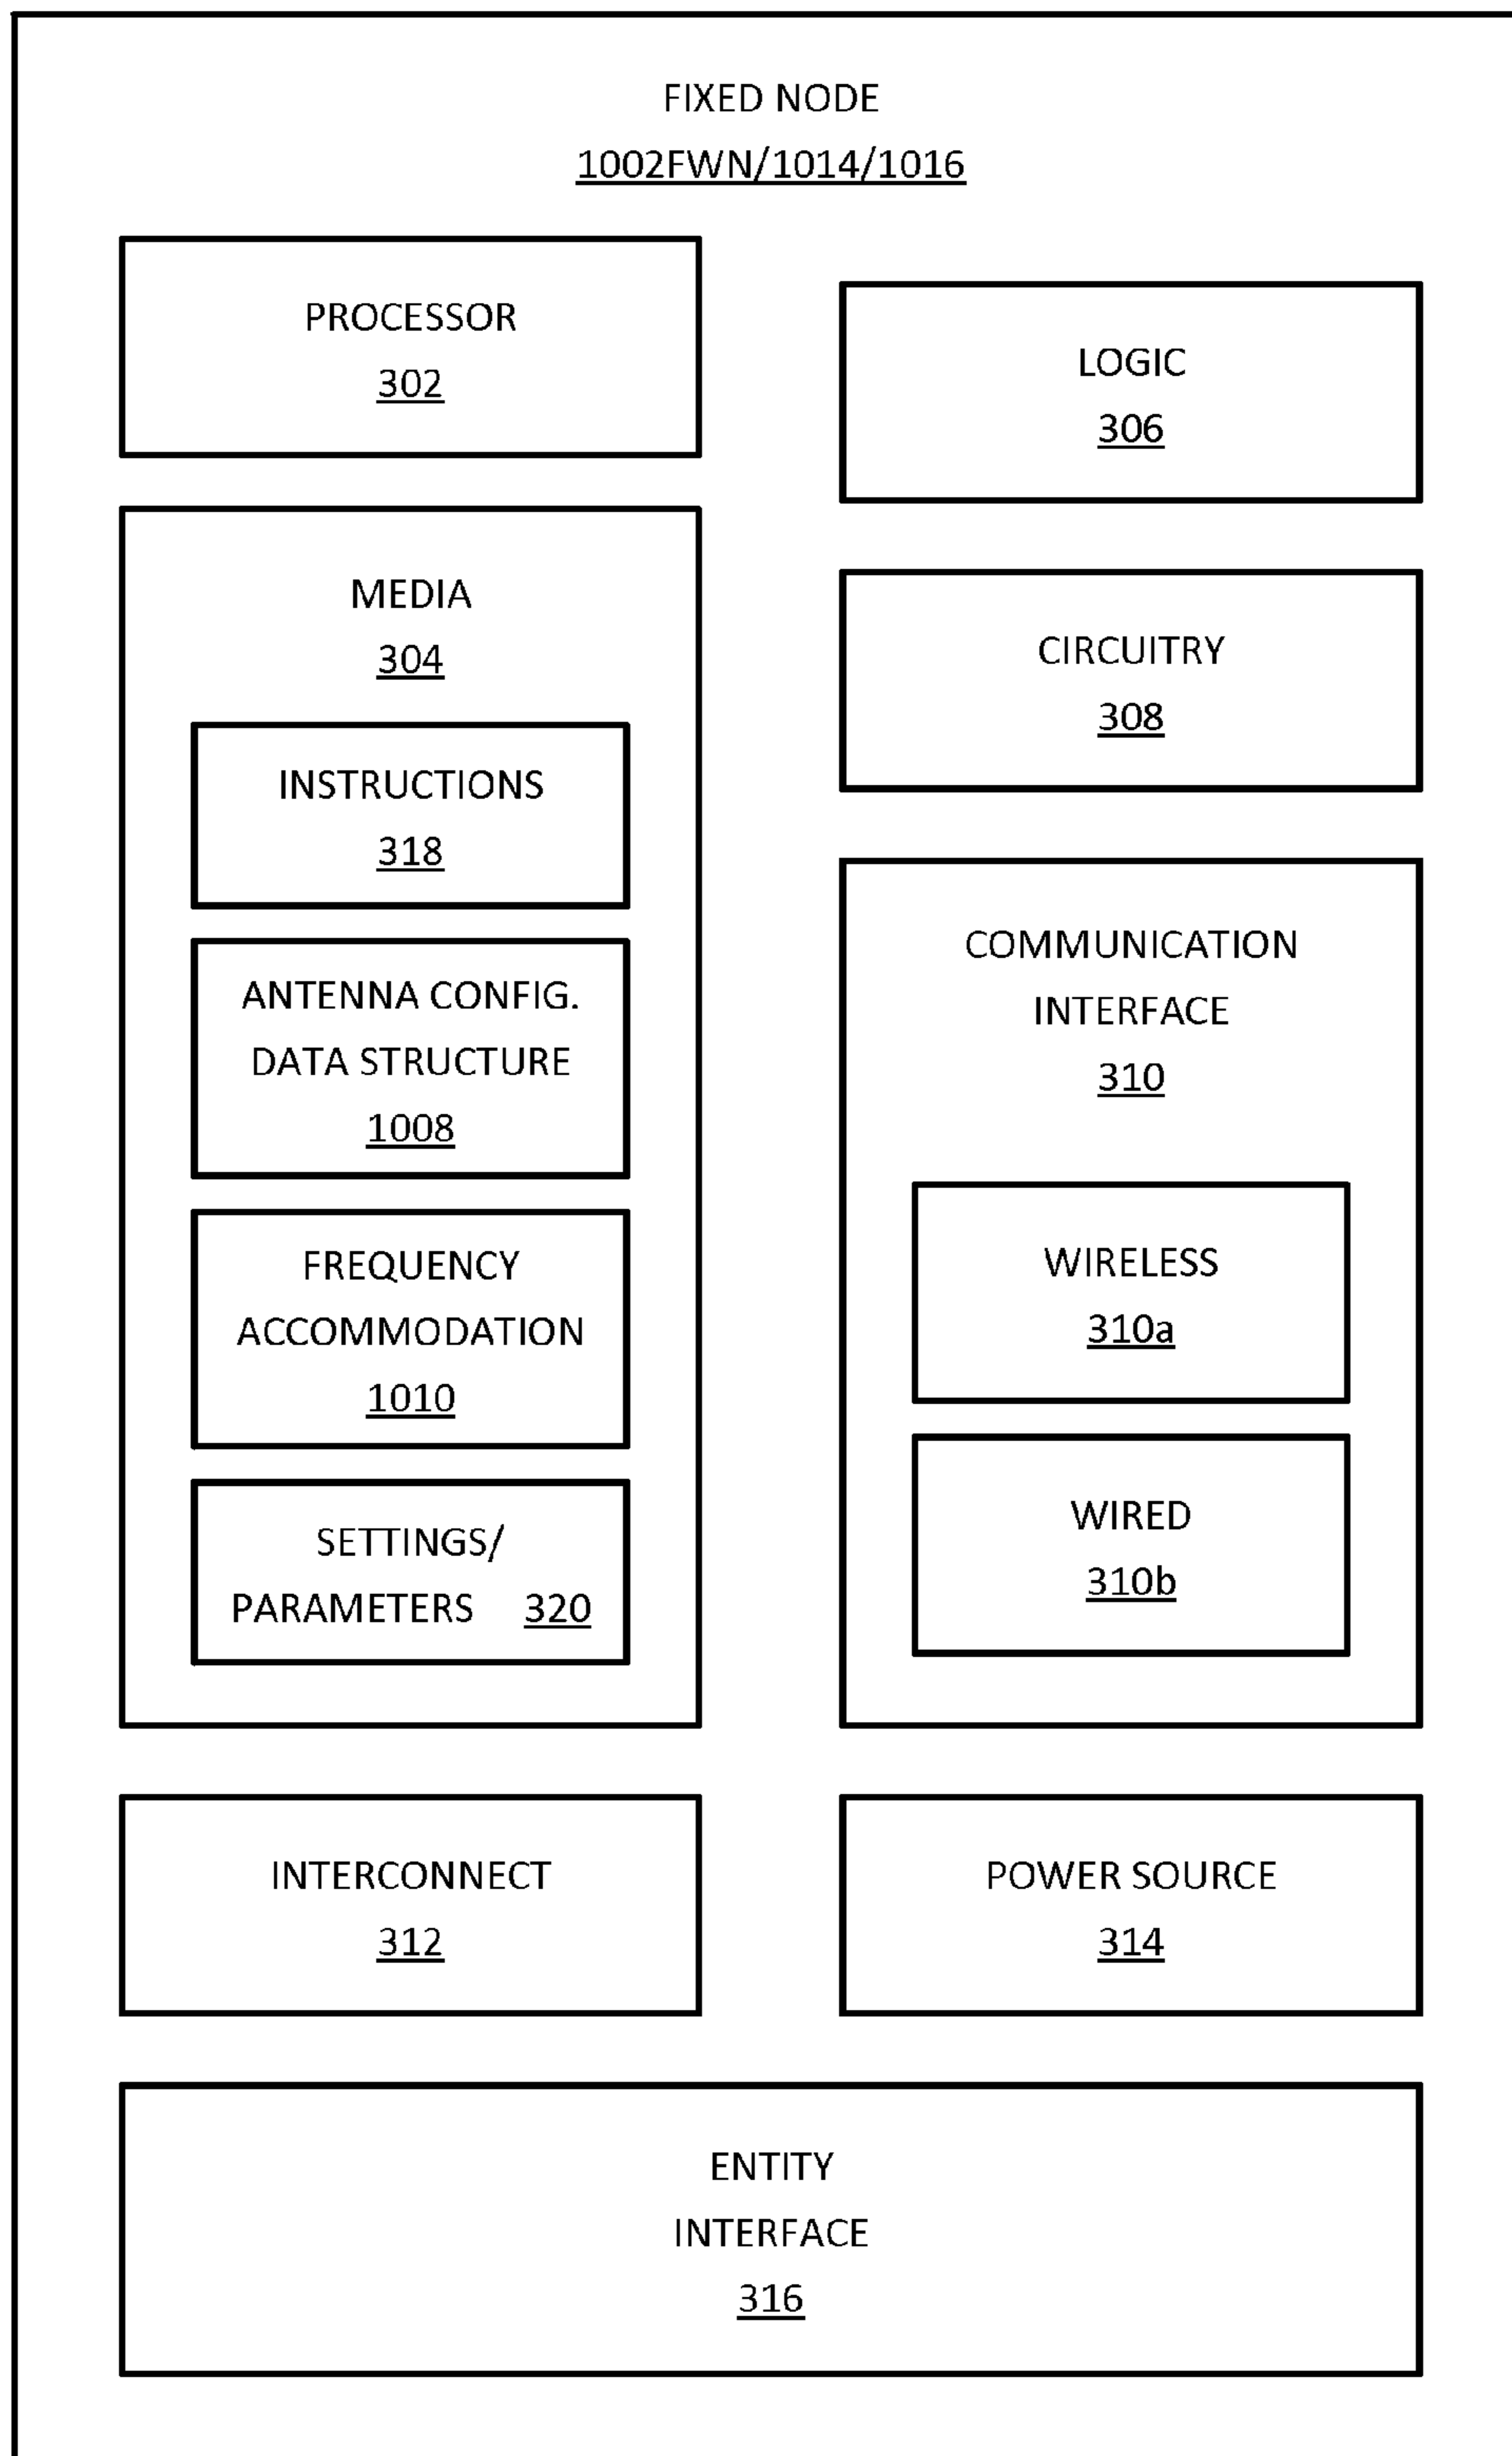 FIXED NODE
1002FWN/1014/1016
PROCESSOR
302
MEDIA
304
INSTRUCTIONS
318
ANTENNA CONFIG.
DATA STRUCTURE
1008
FREQUENCY
ACCOMMODATION
1010
SETTINGS/
PARAMETERS 320
LOGIC
306
CIRCUITRY
308
COMMUNICATION
INTERFACE
310
WIRELESS
310a
WIRED
310b
INTERCONNECT
312
POWER SOURCE
314
ENTITY
INTERFACE
316